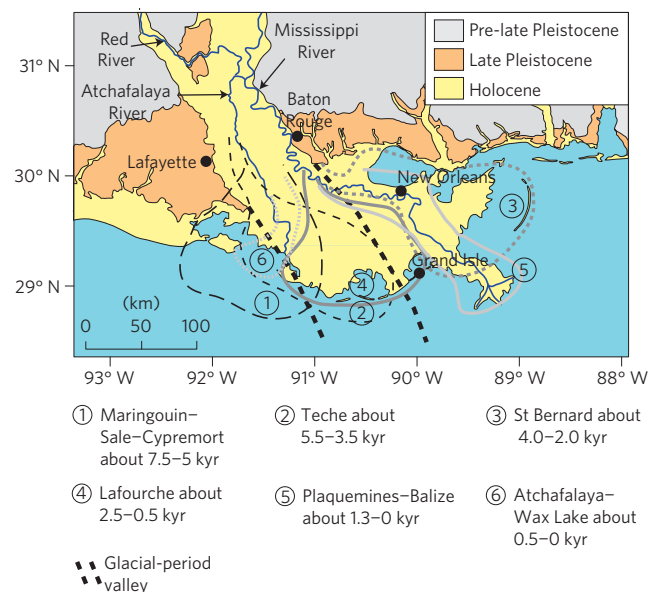 Red
River
Mississippi
River
Pre-late Pleistocene
Late Pleistocene
Holocene
31° N
Atchafalaya
River
Baton
Rouge
Lafayette
30° N
New Orleans
3
29° N
6
4
Grand Isle
5
1
2
(km)
0 50 100
93° W 92° W 91° W 90° W 89° W 88° W
1 Maringouin–
Sale–Cypremort
about 7.5–5 kyr
2 Teche about
5.5–3.5 kyr
3 St Bernard about
4.0–2.0 kyr
4 Lafourche about
2.5–0.5 kyr
5 Plaquemines–Balize
about 1.3–0 kyr
6 Atchafalaya–
Wax Lake about
0.5–0 kyr
Glacial-period
valley